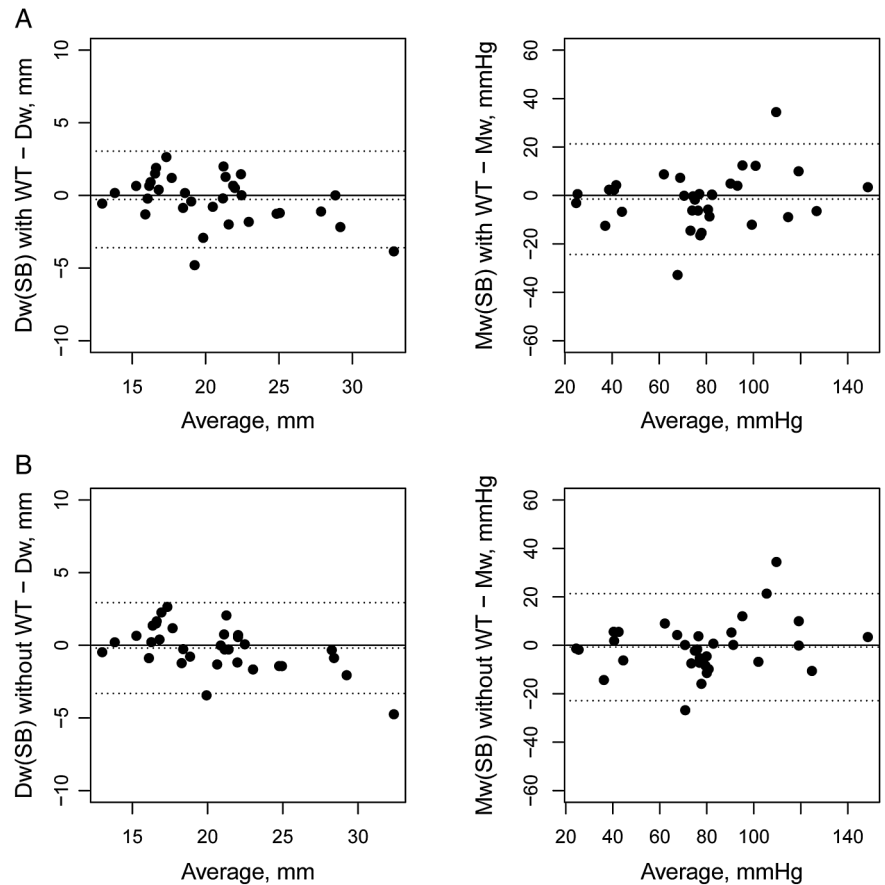 A
Dw(SB) with WT − Dw, mm
10
5
0
−5
−10
15 20 25 30
Average, mm
Mw(SB) with WT − Mw, mmHg
60
40
20
0
−20
−40
−60
20 40 60 80 100 140
Average, mmHg
B
Dw(SB) without WT − Dw, mm
10
5
0
−5
−10
15 20 25 30
Average, mm
Mw(SB) without WT − Mw, mmHg
60
40
20
0
−20
−40
−60
20 40 60 80 100 140
Average, mmHg